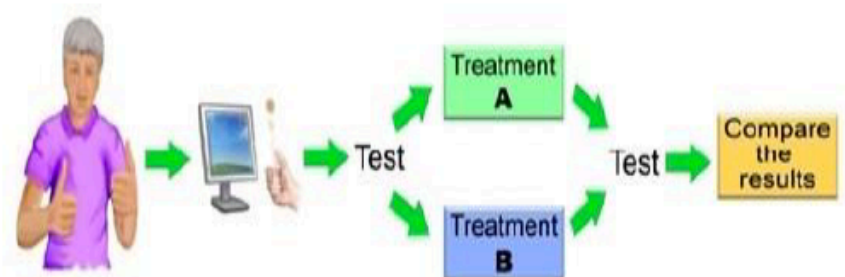 Treatment
A
Test
Treatment
B
Test
Compare
the
results